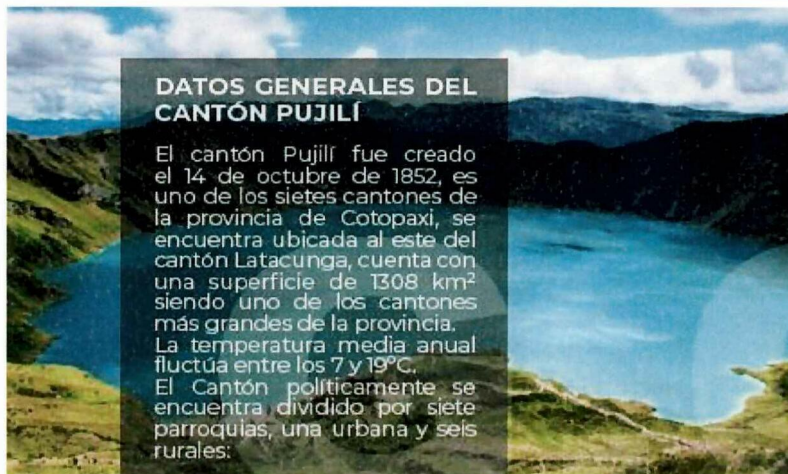 DATOS GENERALES DEL
CANTÓN PUJILÍ
El cantón Pujilí fue creado
el 14 de octubre de 1852, es
uno de los sietes cantones de
la provincia de Cotopaxi, se
encuentra ubicada al este del
cantón Latacunga, cuenta con
una superficie de 1308 km²
siendo uno de los cantones
más grandes de la provincia.
La temperatura media anual
fluctúa entre los 7 y 19°C.
El Cantón políticamente se
encuentra dividido por siete
parroquias, una urbana y seis
rurales: